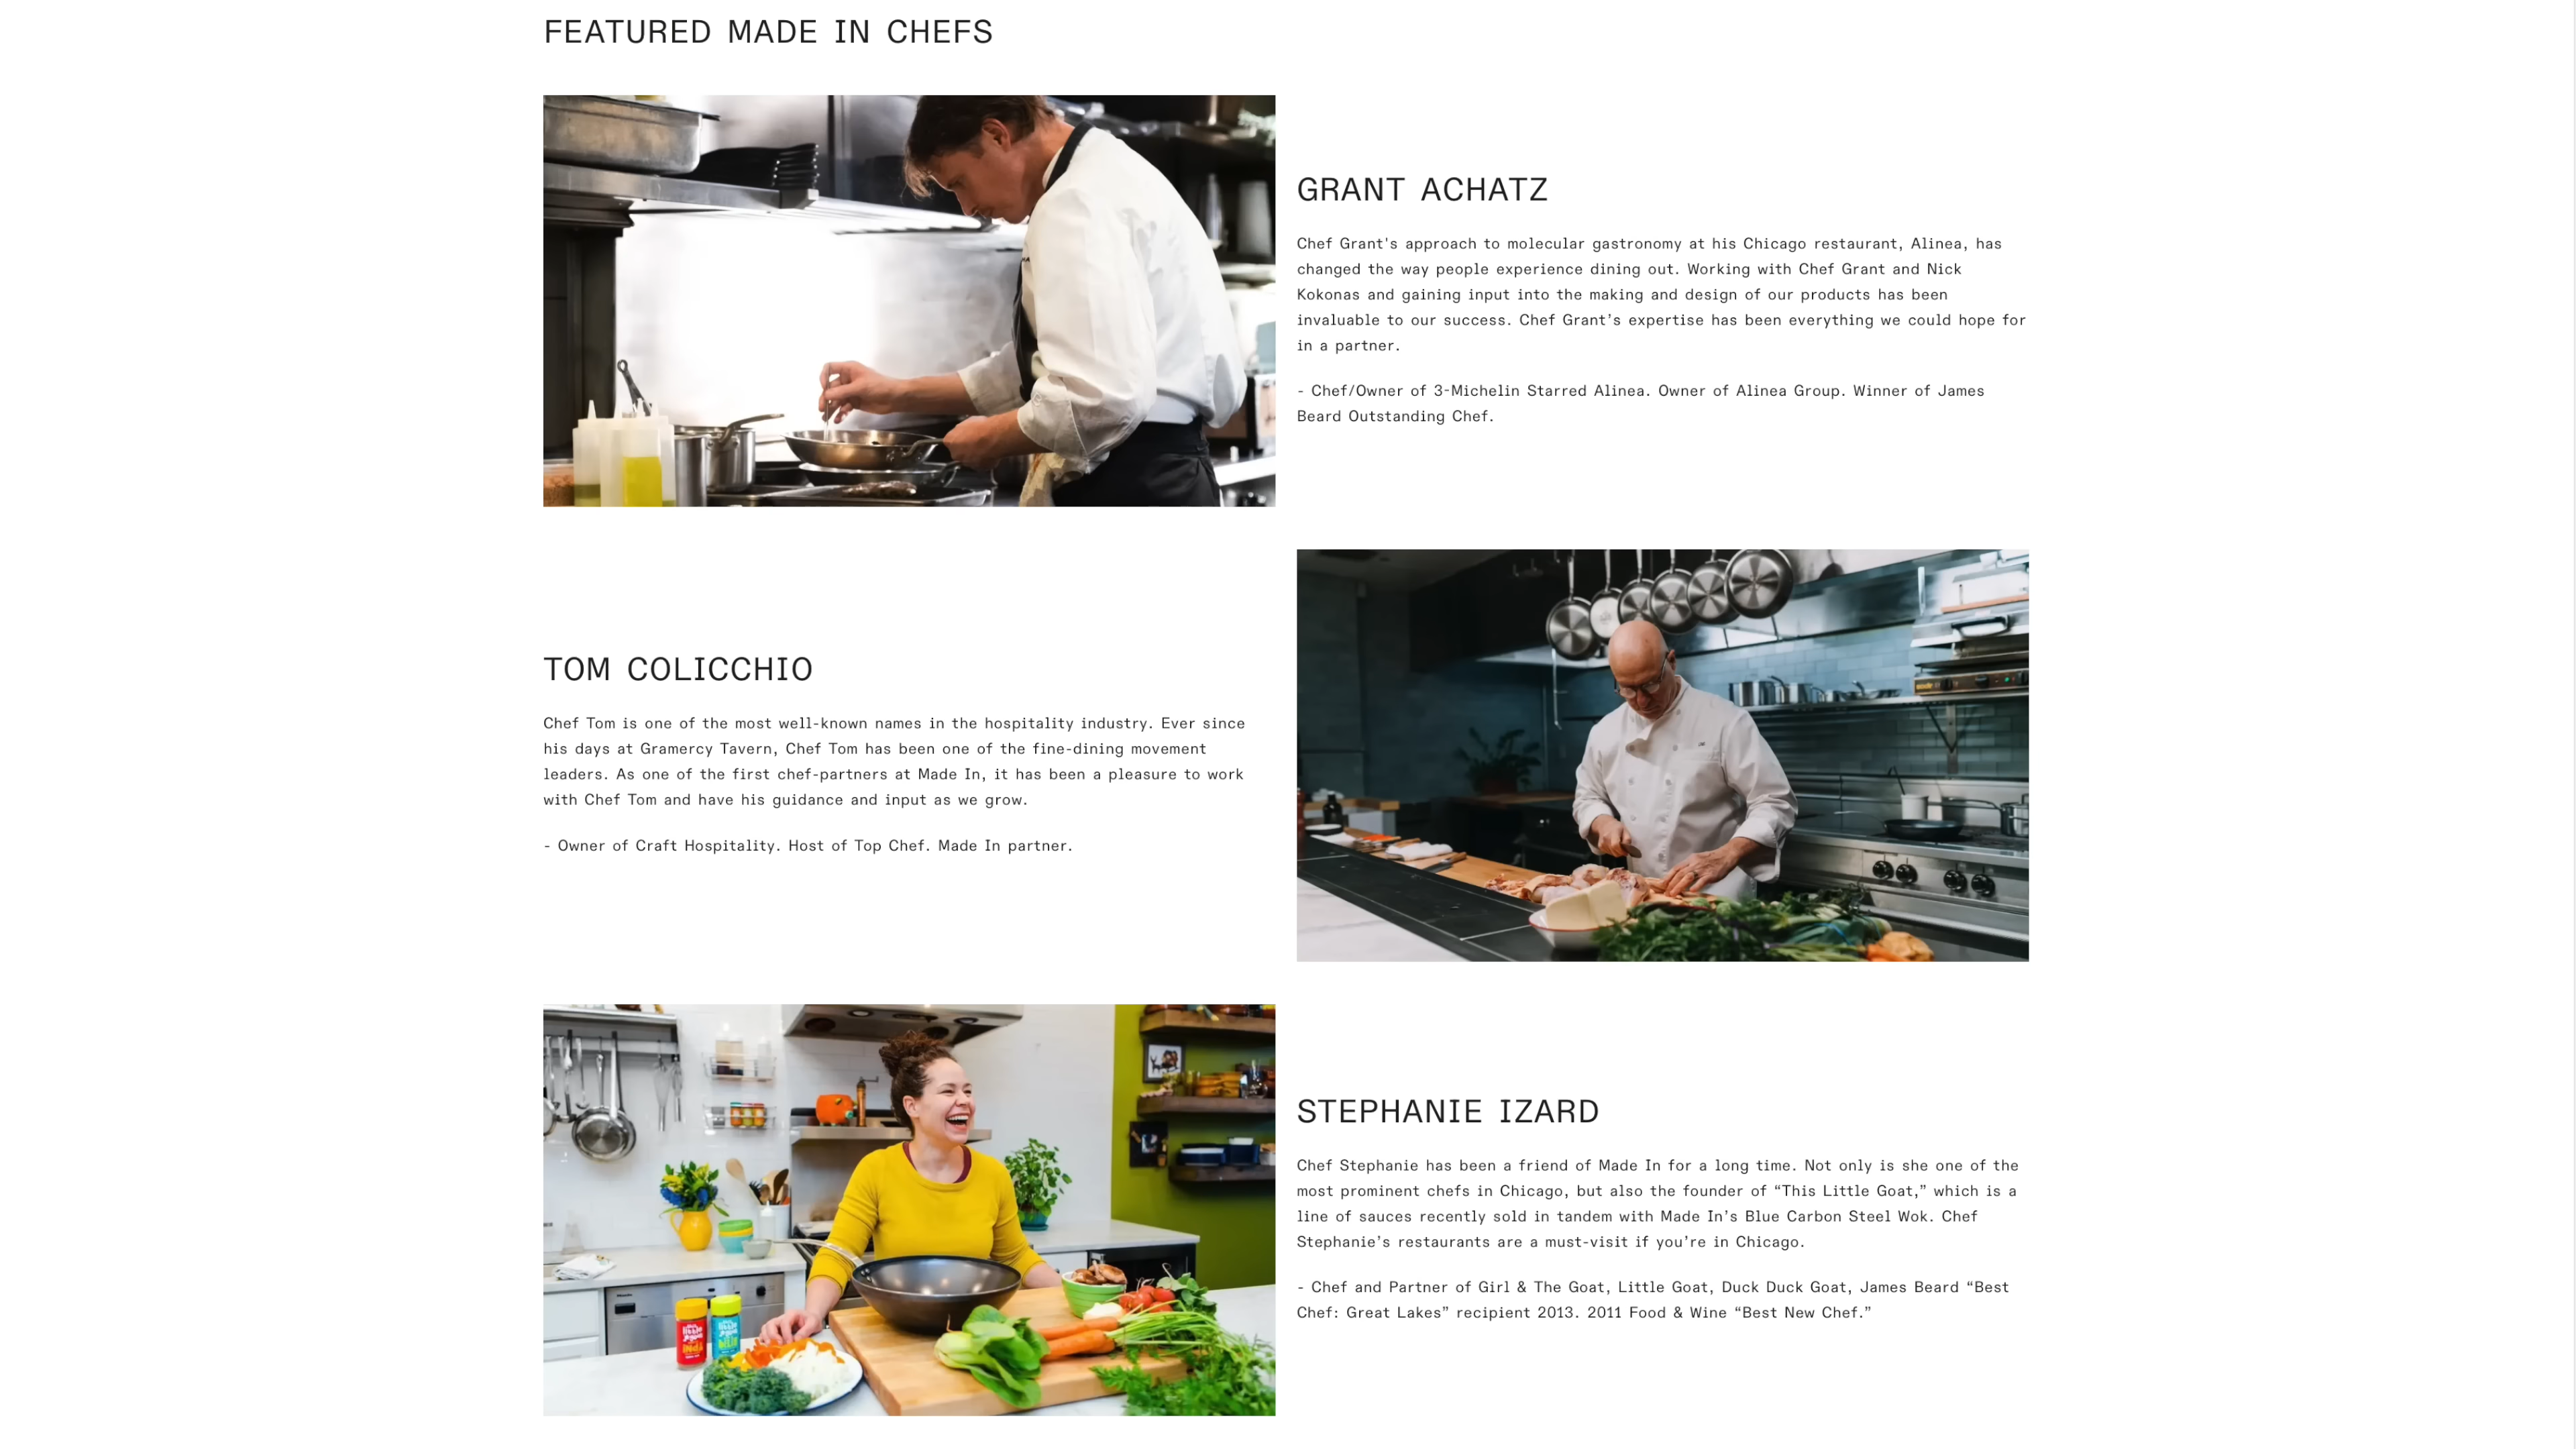 FEATURED MADE IN CHEFS
GRANT ACHATZ
Chef Grant's approach to molecular gastronomy at his Chicago restaurant, Alinea, has
changed the way people experience dining out. Working with Chef Grant and Nick
Kokonas and gaining input into the making and design of our products has been
invaluable to our success. Chef Grant’s expertise has been everything we could hope for
in a partner.
- Chef/Owner of 3-Michelin Starred Alinea. Owner of Alinea Group. Winner of James
Beard Outstanding Chef.
TOM COLICCHIO
Chef Tom is one of the most well-known names in the hospitality industry. Ever since
his days at Gramercy Tavern, Chef Tom has been one of the fine-dining movement
leaders. As one of the first chef-partners at Made In, it has been a pleasure to work
with Chef Tom and have his guidance and input as we grow.
- Owner of Craft Hospitality. Host of Top Chef. Made In partner.
STEPHANIE IZARD
Chef Stephanie has been a friend of Made In for a long time. Not only is she one of the
most prominent chefs in Chicago, but also the founder of “This Little Goat,” which is a
line of sauces recently sold in tandem with Made In’s Blue Carbon Steel Wok. Chef
Stephanie’s restaurants are a must-visit if you’re in Chicago.
- Chef and Partner of Girl & The Goat, Little Goat, Duck Duck Goat, James Beard “Best
Chef: Great Lakes” recipient 2013. 2011 Food & Wine “Best New Chef.”